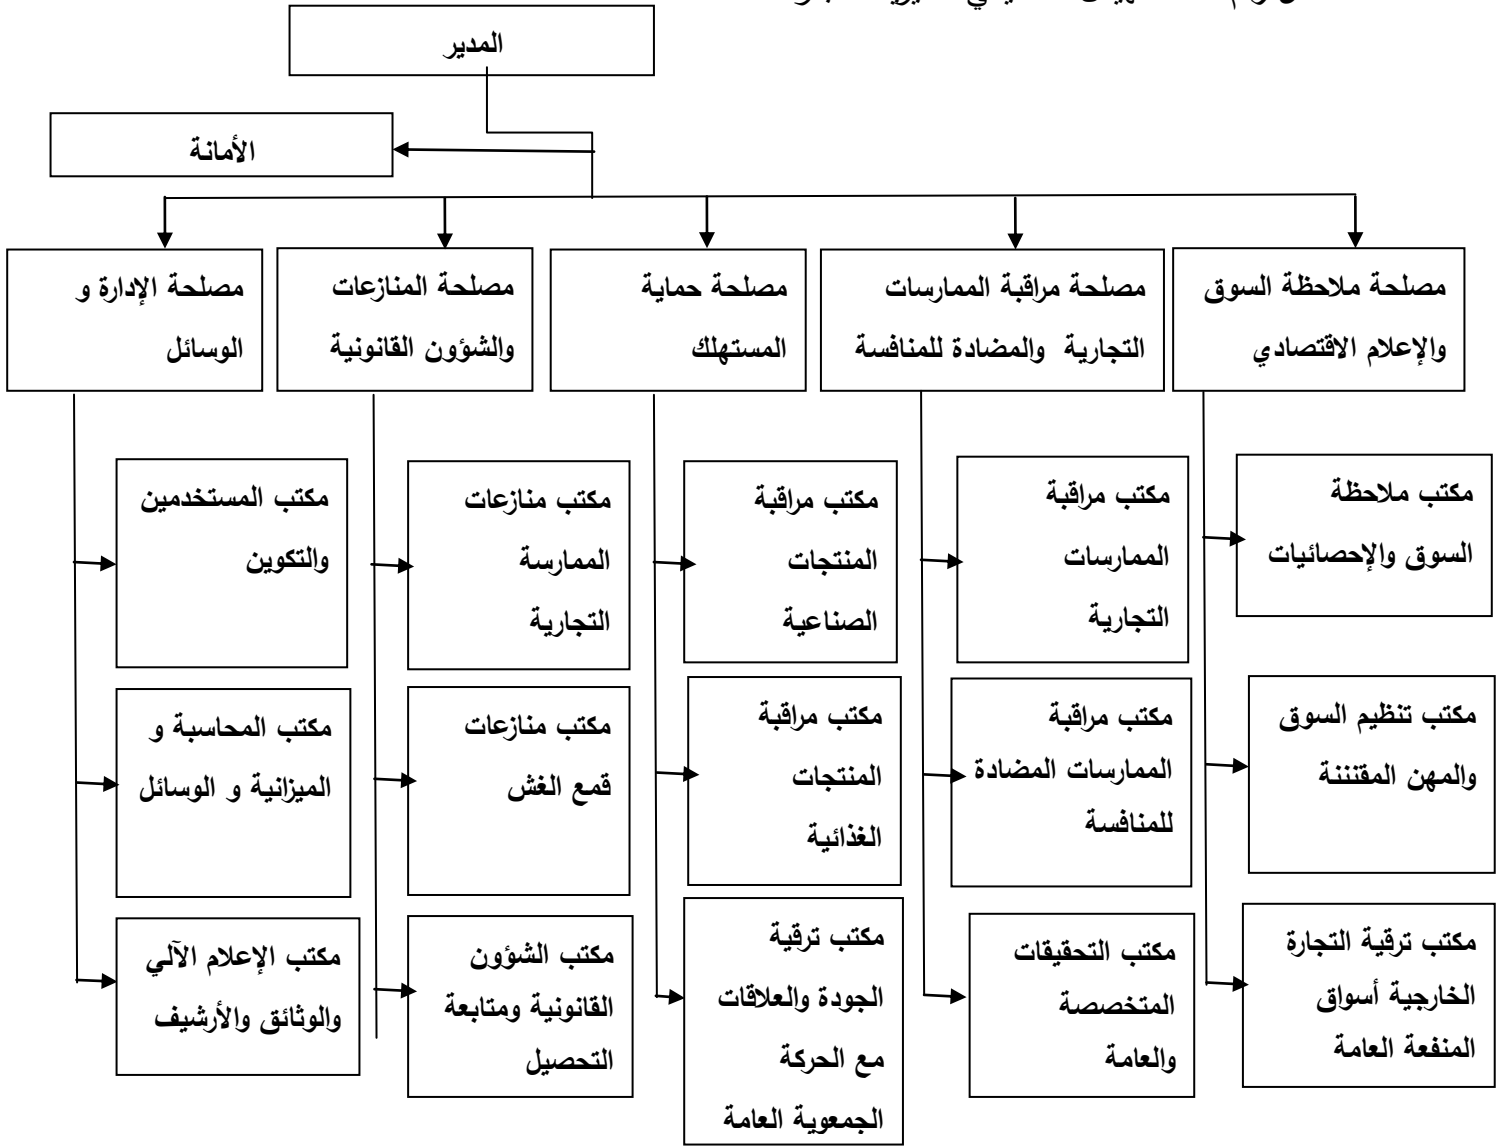 المدير
الأمانة
مصلحة ملاحظة السوق
والإعلام الاقتصادي
مصلحة مراقبة الممارسات
التجارية والمضادة للمنافسة
مصلحة حماية
المستهلك
مصلحة المنازعات
والشؤون القانونية
مصلحة الإدارة و
الوسائل
مكتب ملاحظة
السوق والإحصائيات
مكتب مراقبة
الممارسات
التجارية
مكتب مراقبة
المنتجات
الصناعية
مكتب منازعات
الممارسة
التجارية
مكتب المستخدمين
والتكوين
مكتب تنظيم السوق
والمهن المقتننة
مكتب مراقبة
الممارسات المضادة
للمنافسة
مكتب مراقبة
المنتجات
الغذائية
مكتب منازعات
قمع الغش
مكتب المحاسبة و
الميزانية و الوسائل
مكتب ترقية التجارة
الخارجية أسواق
المنفعة العامة
مكتب التحقيقات
المتخصصة
والعامة
مكتب ترقية
الجودة والعلاقات
مع الحركة
الجمعوية العامة
مكتب الشؤون
القانونية ومتابعة
التحصيل
مكتب الإعلام الآلي
والوثائق والأرشيف